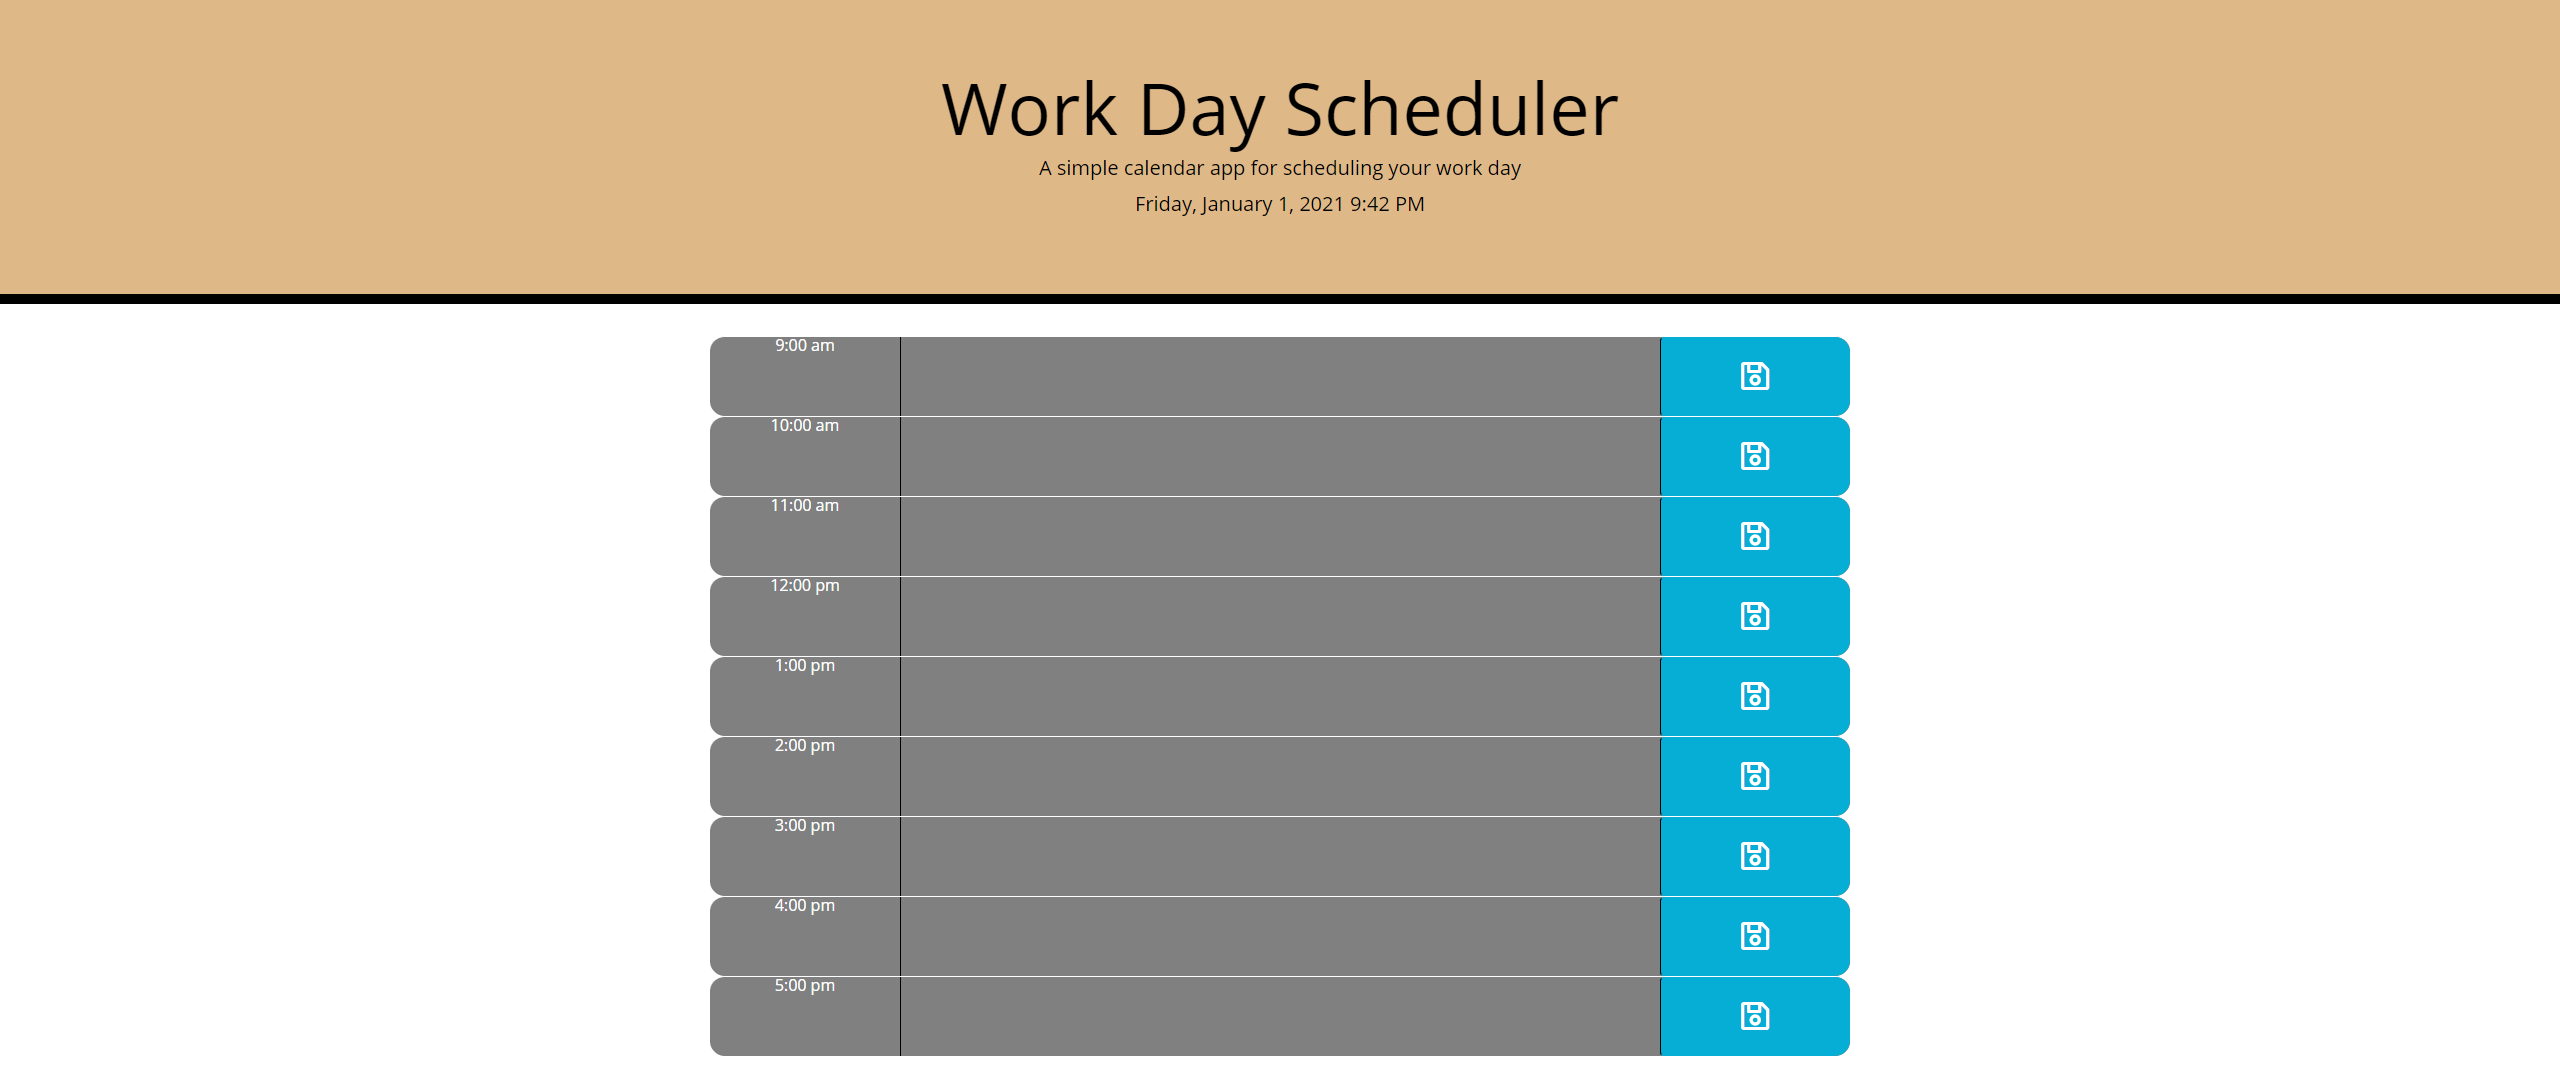 Work Day Scheduler
A simple calendar app for scheduling your work day
Friday, January 1, 2021 9:42 PM
9:00 am
10:00 am
11:00 am
12:00 pm
1:00 pm
2:00 pm
3:00 pm
4:00 pm
5:00 pm